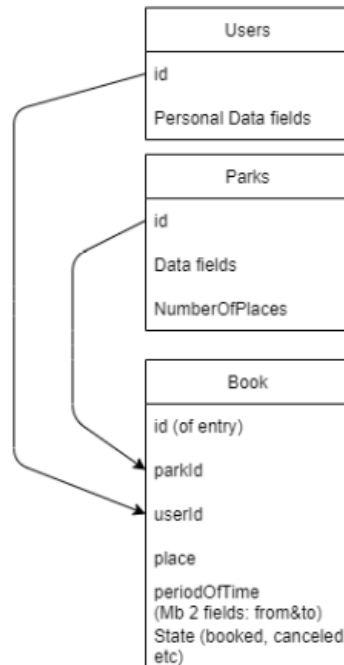 Users
id
Personal Data fields
Parks
id
Data fields
NumberOfPlaces
Book
id (of entry)
parkId
userId
place
periodOfTime
(Mb 2 fields: from&to)
State (booked, canceled
etc)